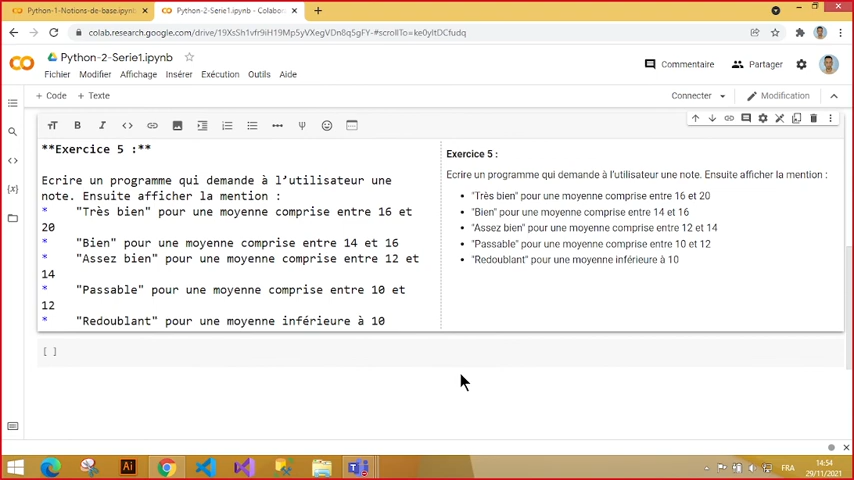 Python-1-Notions-de-base.ipynb
Python-2-Serie1.ipynb - Colabor
colab.research.google.com/drive/19XsSh1vfr9iH19Mp5yVXegVDn8q5gFY-#scrollTo=ke0yItDCfudq
Python-2-Serie1.ipynb
Fichier Modifier Affichage Insérer Exécution Outils Aide
Commentaire
Partager
+ Code + Texte
Connecter
Modification
**Exercice 5 :**
Ecrire un programme qui demande à l'utilisateur une
note. Ensuite afficher la mention :
* "Très bien" pour une moyenne comprise entre 16 et
20
* "Bien" pour une moyenne comprise entre 14 et 16
* "Assez bien" pour une moyenne comprise entre 12 et
14
* "Passable" pour une moyenne comprise entre 10 et
12
* "Redoublant" pour une moyenne inférieure à 10
Exercice 5 :
Ecrire un programme qui demande à l'utilisateur une note. Ensuite afficher la mention :
• "Très bien" pour une moyenne comprise entre 16 et 20
• "Bien" pour une moyenne comprise entre 14 et 16
• "Assez bien" pour une moyenne comprise entre 12 et 14
• "Passable" pour une moyenne comprise entre 10 et 12
• "Redoublant" pour une moyenne inférieure à 10
[ ]
Ai
FRA
14:54
29/11/2021